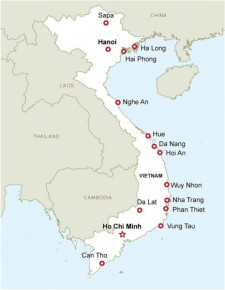 CHINA
Sapa
Hanoi
Ha Long
Hai Phong
LAOS
Nghe An
THAILAND
Hue
Da Nang
Hoi An
VIETNAM
CAMBODIA
Wuy Nhon
Nha Trang
Da Lat
Phan Thiet
Ho Chi Minh
Vung Tau
Can Tho